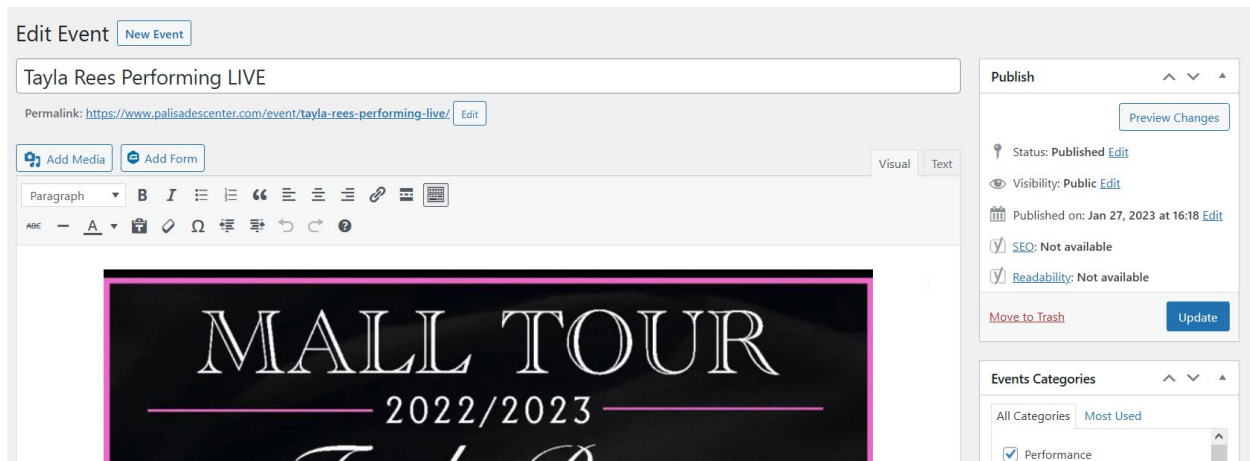 Edit Event New Event
Tayla Rees Performing LIVE
Permalink: https://www.palisadescenter.com/event/tayla-rees-performing-live/ Edit
Add Media Add Form
Visual Text
Paragraph B I
ABC A Ω
MALL TOUR
2022/2023
Publish
Preview Changes
Status: Published Edit
Visibility: Public Edit
Published on: Jan 27, 2023 at 16:18 Edit
SEO: Not available
Readability: Not available
Move to Trash Update
Events Categories
All Categories Most Used
Performance